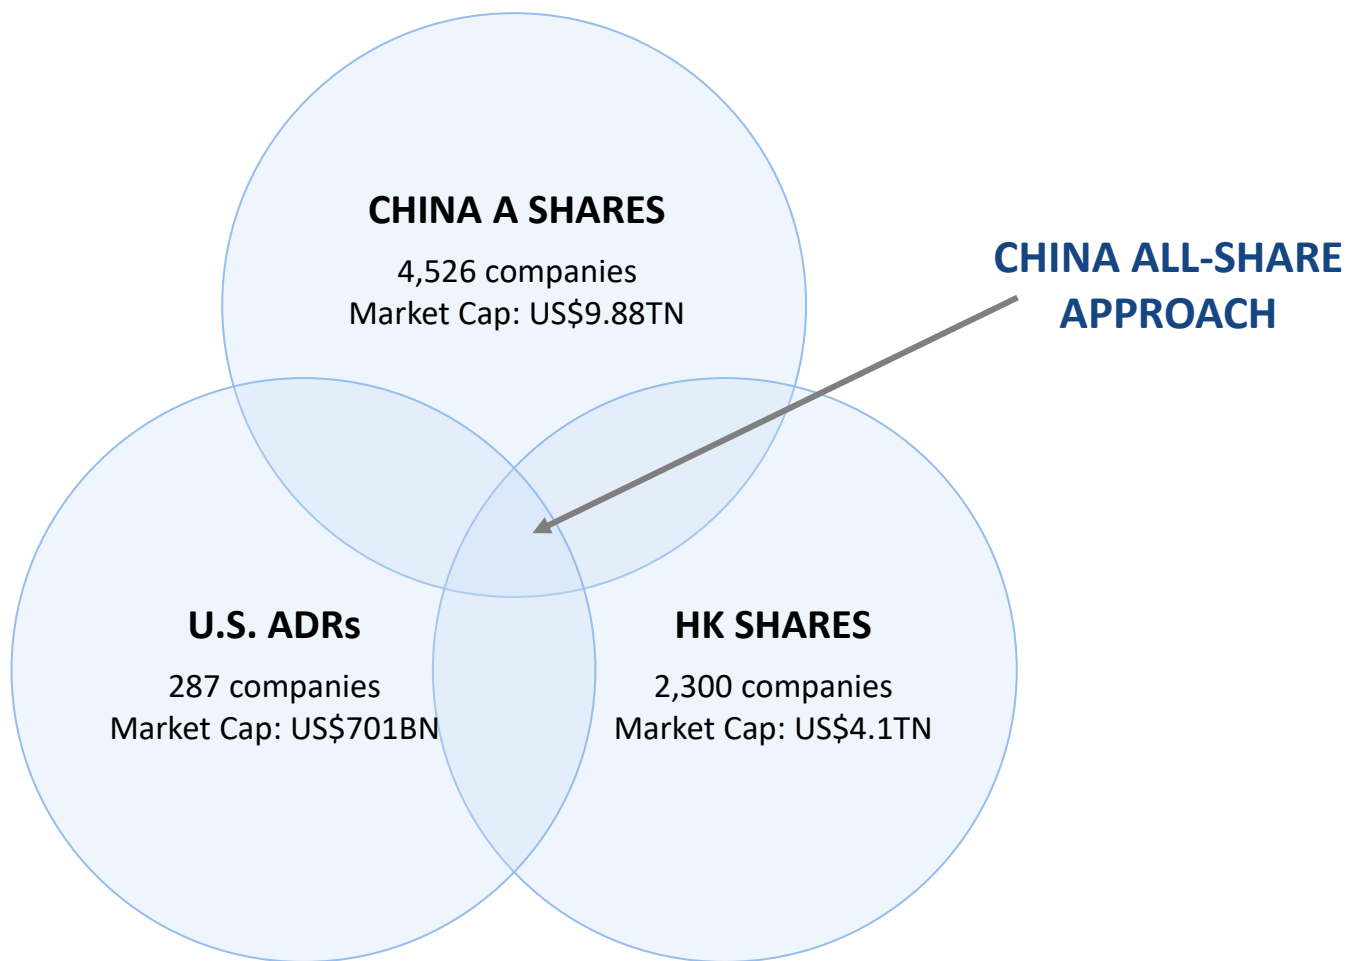 CHINA A SHARES
4,526 companies
Market Cap: US$9.88TN
CHINA ALL-SHARE
APPROACH
U.S. ADRs
287 companies
Market Cap: US$701BN
HK SHARES
2,300 companies
Market Cap: US$4.1TN